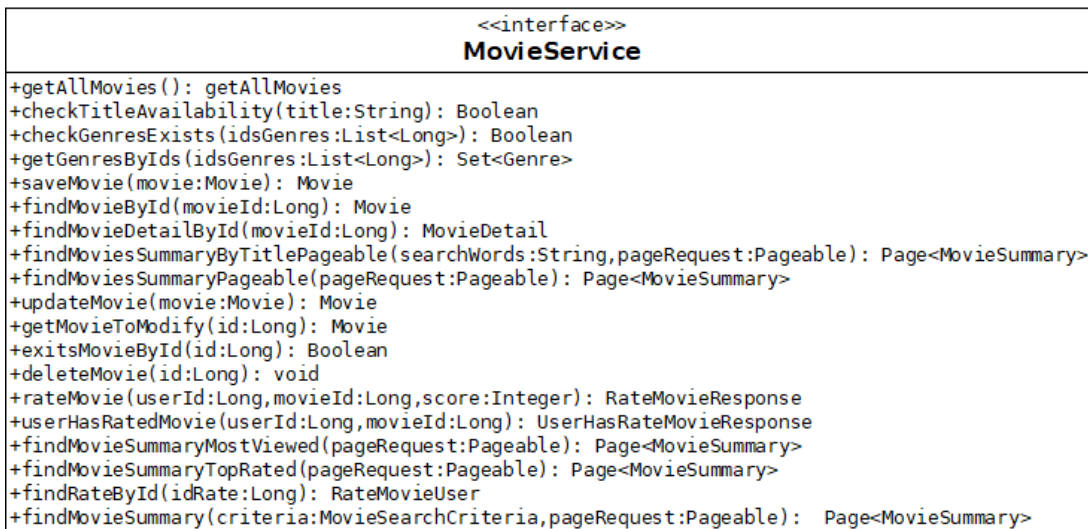 <<interface>>
MovieService
+getAllMovies(): getAllMovies
+checkTitleAvailability(title:String): Boolean
+checkGenresExists(idsGenres:List<Long>): Boolean
+getGenresByIds(idsGenres:List<Long>): Set<Genre>
+saveMovie(movie:Movie): Movie
+findMovieById(movieId:Long): Movie
+findMovieDetailById(movieId:Long): MovieDetail
+findMoviesSummaryByTitlePageable(searchWords:String,pageRequest:Pageable): Page<MovieSummary>
+findMoviesSummaryPageable(pageRequest:Pageable): Page<MovieSummary>
+updateMovie(movie:Movie): Movie
+getMovieToModify(id:Long): Movie
+exitsMovieById(id:Long): Boolean
+deleteMovie(id:Long): void
+rateMovie(userId:Long,movieId:Long,score:Integer): RateMovieResponse
+userHasRatedMovie(userId:Long,movieId:Long): UserHasRateMovieResponse
+findMovieSummaryMostViewed(pageRequest:Pageable): Page<MovieSummary>
+findMovieSummaryTopRated(pageRequest:Pageable): Page<MovieSummary>
+findRateById(idRate:Long): RateMovieUser
+findMovieSummary(criteria:MovieSearchCriteria,pageRequest:Pageable):  Page<MovieSummary>